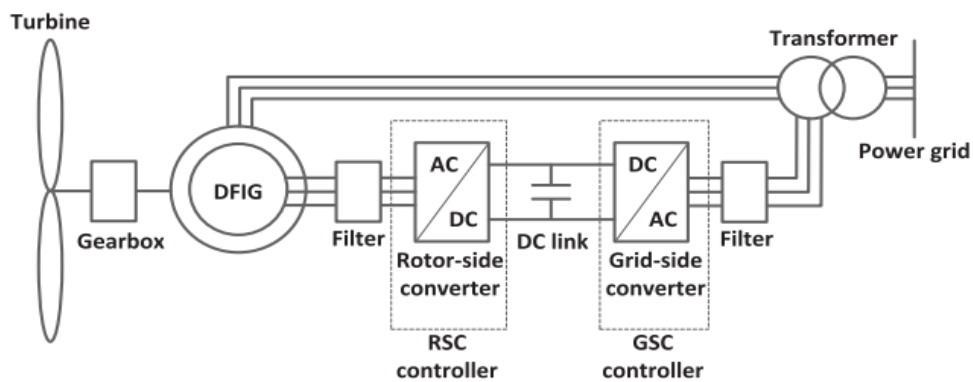 Turbine
Transformer
Power grid
DFIG
Gearbox
Filter
AC
DC
DC link
DC
AC
Filter
Rotor-side
converter
Grid-side
converter
RSC
controller
GSC
controller